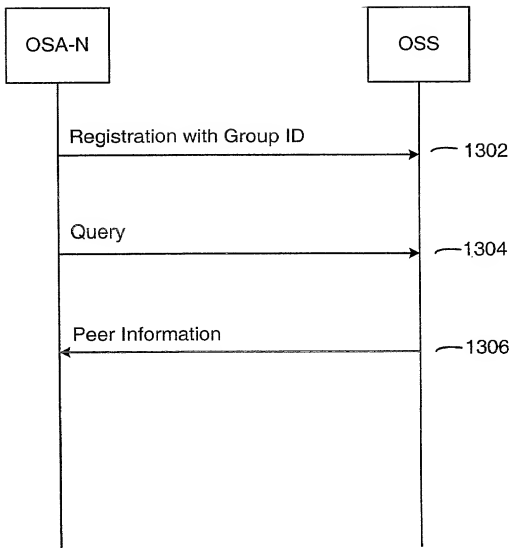 OSA-N
OSS
Registration with Group ID
1302
Query
1304
Peer Information
1306